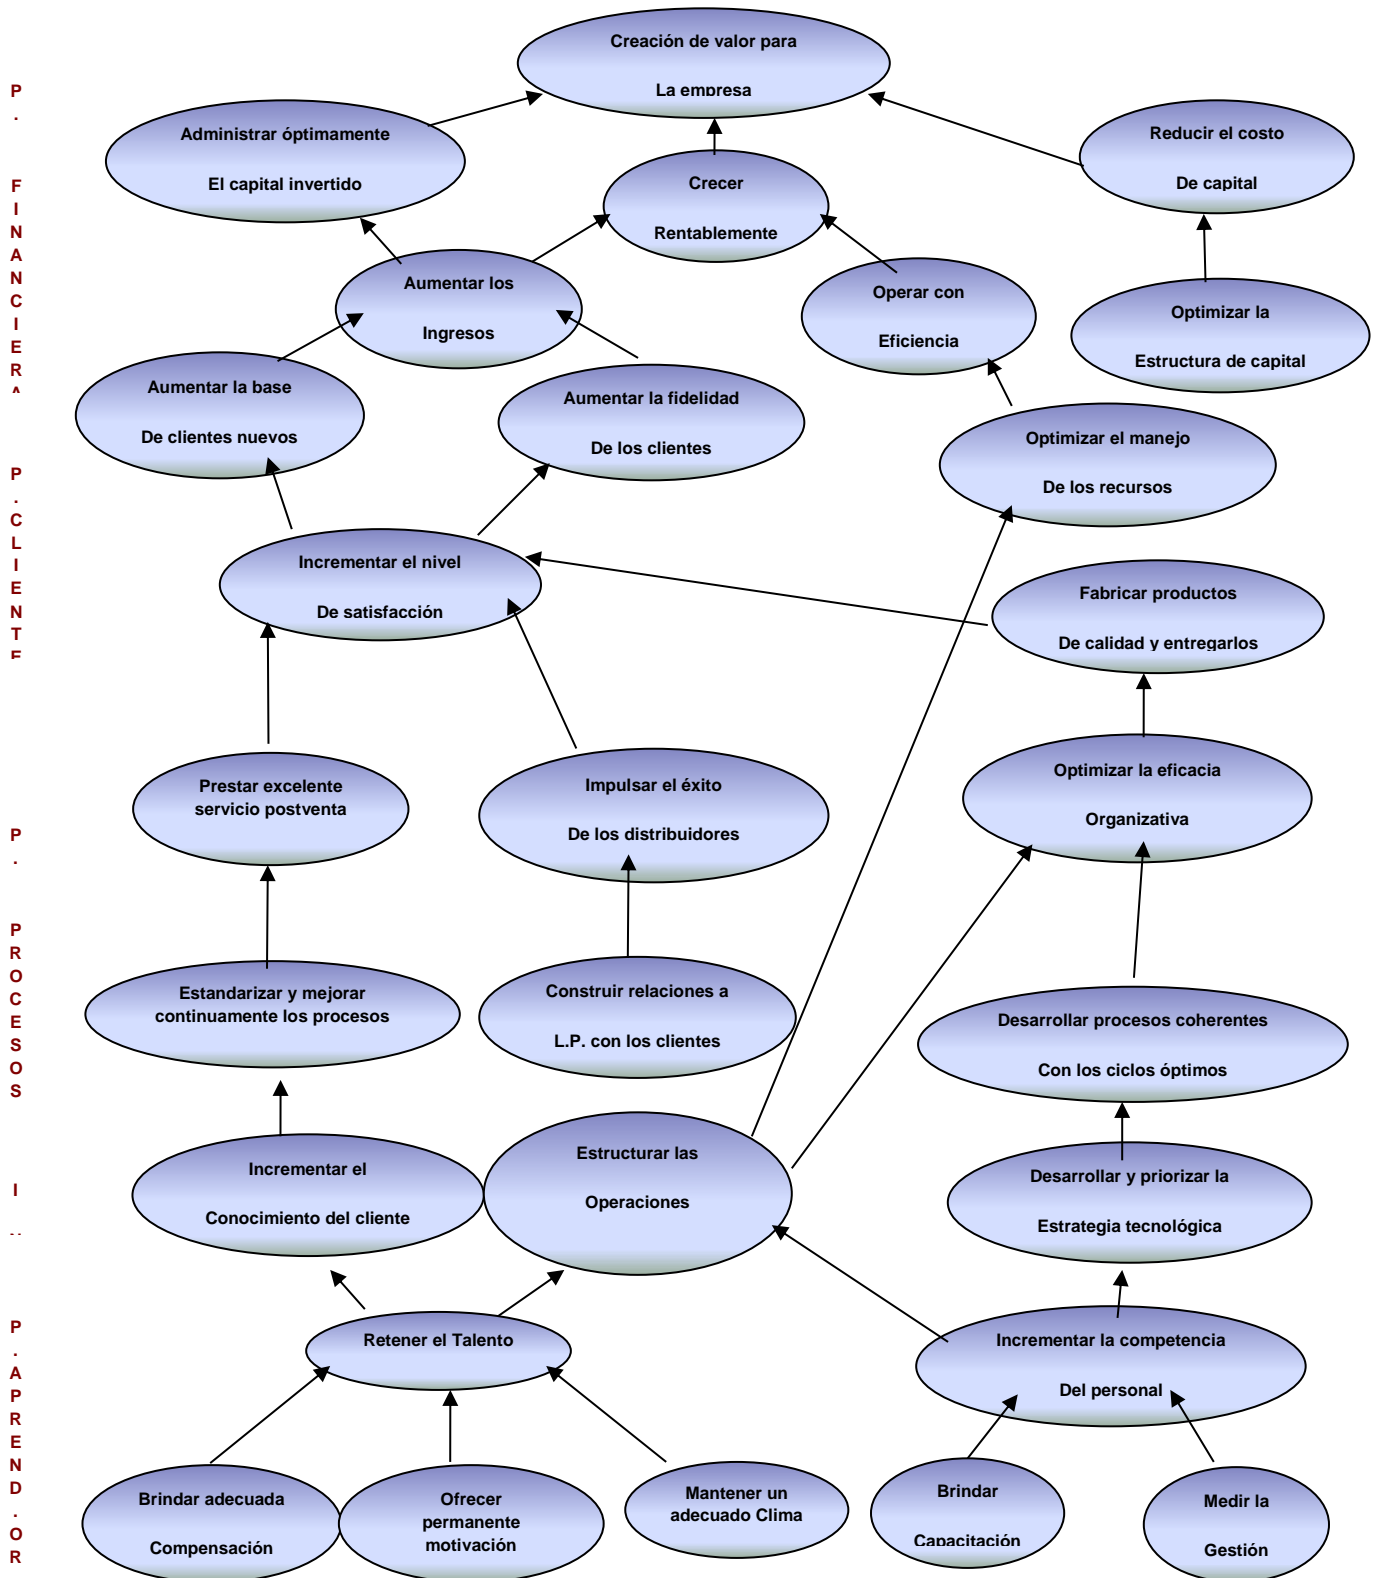 Creación de valor para
La empresa
P. FINANCIERA
Administrar óptimamente
El capital invertido
Crecer
Rentablemente
Reducir el costo
De capital
Aumentar los
Ingresos
Operar con
Eficiencia
Optimizar la
Estructura de capital
Aumentar la base
De clientes nuevos
Aumentar la fidelidad
De los clientes
Optimizar el manejo
De los recursos
P.CLIENTE
Incrementar el nivel
De satisfacción
Fabricar productos
De calidad y entregarlos
Prestar excelente
servicio postventa
Impulsar el éxito
De los distribuidores
Optimizar la eficacia
Organizativa
P. PROCESOS I
Estandarizar y mejorar
continuamente los procesos
Construir relaciones a
L.P. con los clientes
Desarrollar procesos coherentes
Con los ciclos óptimos
Incrementar el
Conocimiento del cliente
Estructurar las
Operaciones
Desarrollar y priorizar la
Estrategia tecnológica
P.APREND.OR
Retener el Talento
Incrementar la competencia
Del personal
Brindar adecuada
Compensación
Ofrecer
permanente
motivación
Mantener un
adecuado Clima
Brindar
Capacitación
Medir la
Gestión